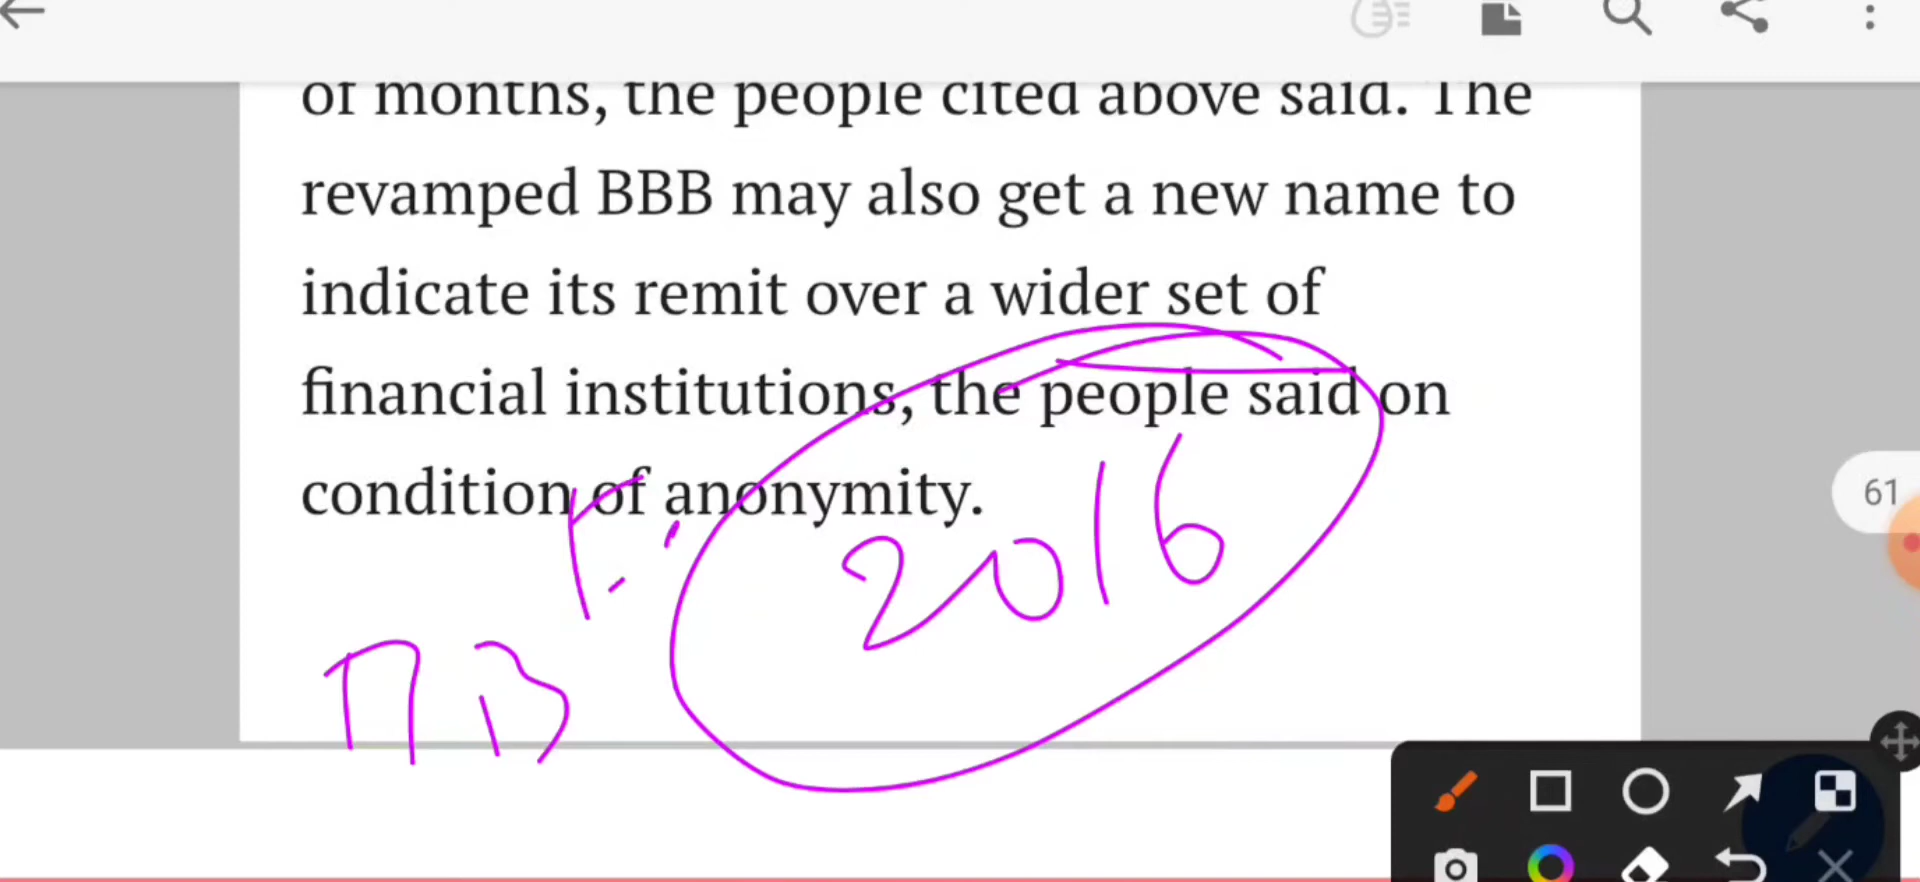 of months, the people cited above said. The
revamped BBB may also get a new name to
indicate its remit over a wider set of
financial institutions, the people said on
condition of anonymity.
2016
61